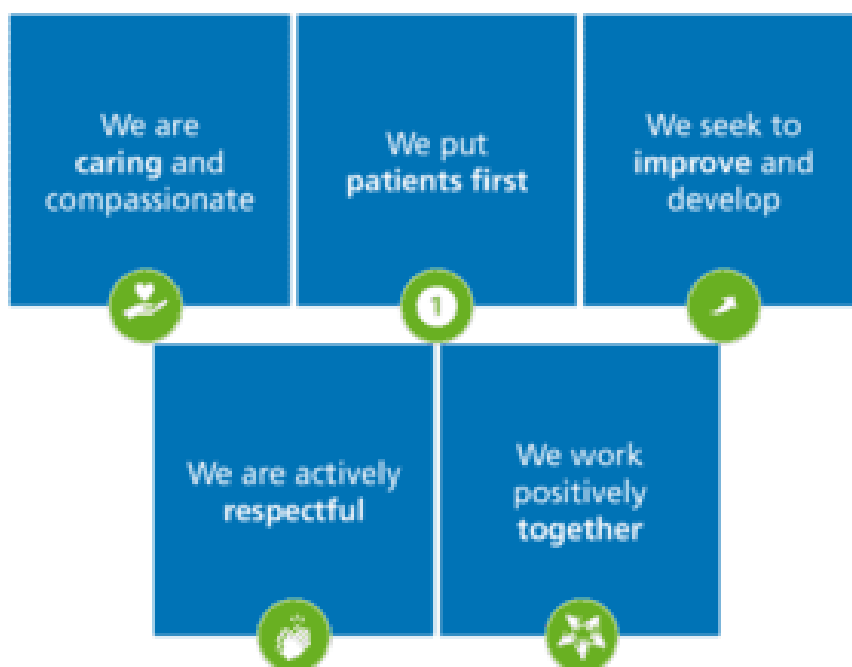 We are
caring and
compassionate
We put
patients first
We seek to
improve and
develop
1
We are actively
respectful
We work
positively
together